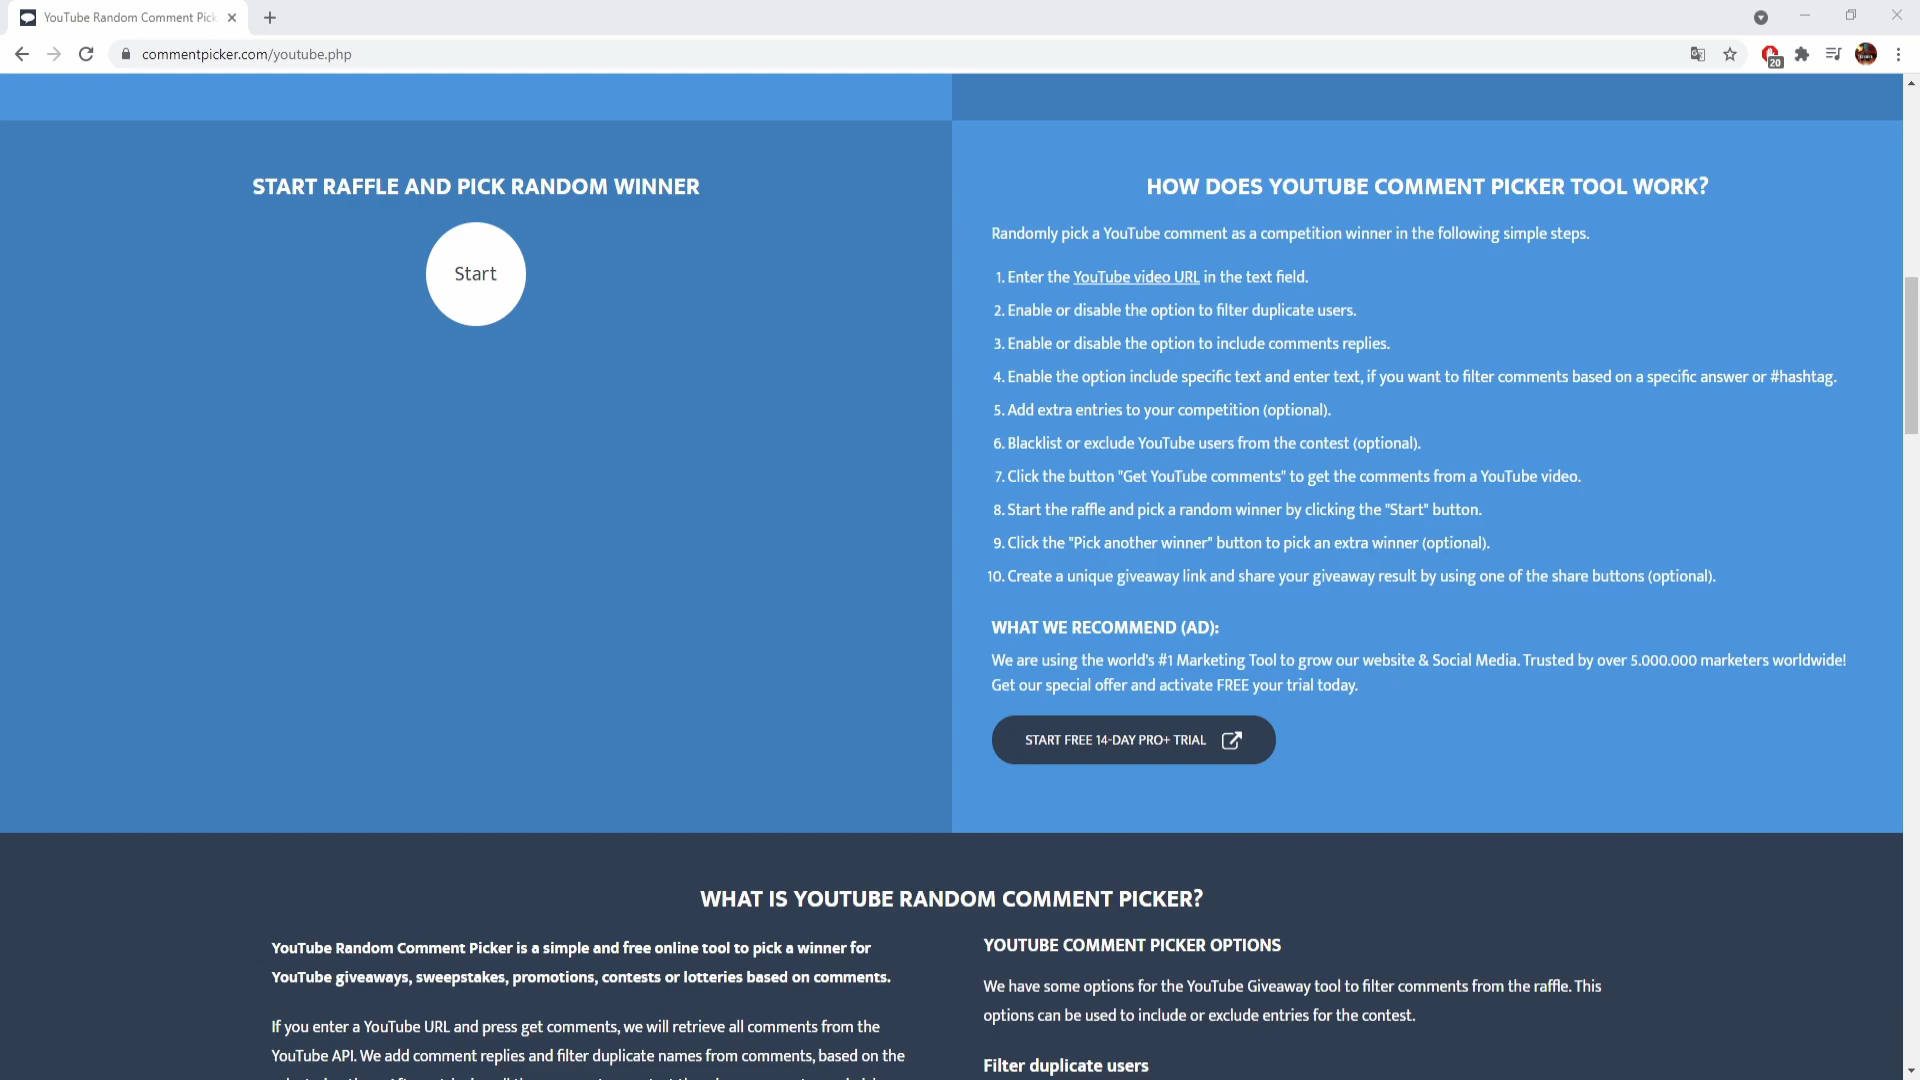 YouTube Random Comment Pick
commentpicker.com/youtube.php
20
START RAFFLE AND PICK RANDOM WINNER
Start
HOW DOES YOUTUBE COMMENT PICKER TOOL WORK?
Randomly pick a YouTube comment as a competition winner in the following simple steps.
1. Enter the YouTube video URL in the text field.
2. Enable or disable the option to filter duplicate users.
3. Enable or disable the option to include comments replies.
4. Enable the option include specific text and enter text, if you want to filter comments based on a specific answer or #hashtag.
5. Add extra entries to your competition (optional).
6. Blacklist or exclude YouTube users from the contest (optional).
7. Click the button "Get YouTube comments" to get the comments from a YouTube video.
8. Start the raffle and pick a random winner by clicking the "Start" button.
9. Click the "Pick another winner" button to pick an extra winner (optional).
10. Create a unique giveaway link and share your giveaway result by using one of the share buttons (optional).
WHAT WE RECOMMEND (AD):
We are using the world's #1 Marketing Tool to grow our website & Social Media. Trusted by over 5.000.000 marketers worldwide!
Get our special offer and activate FREE your trial today.
START FREE 14-DAY PRO+ TRIAL
WHAT IS YOUTUBE RANDOM COMMENT PICKER?
YouTube Random Comment Picker is a simple and free online tool to pick a winner for
YouTube giveaways, sweepstakes, promotions, contests or lotteries based on comments.
If you enter a YouTube URL and press get comments, we will retrieve all comments from the
YouTube API. We add comment replies and filter duplicate names from comments, based on the
YOUTUBE COMMENT PICKER OPTIONS
We have some options for the YouTube Giveaway tool to filter comments from the raffle. This
options can be used to include or exclude entries for the contest.
Filter duplicate users